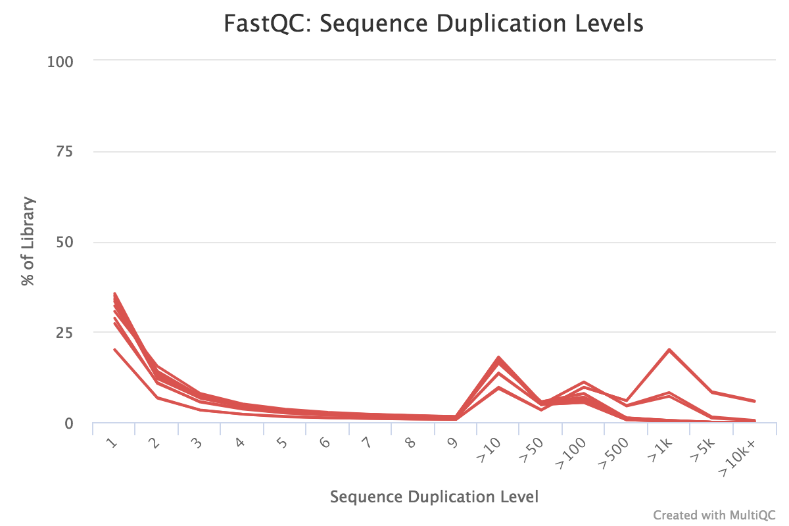 FastQC: Sequence Duplication Levels
100
75
50
25
0
% of Library
1
2
3
4
5
6
7
8
9
>10
>50
>100
>500
>1k
>5k
>10k+
Sequence Duplication Level
Created with MultiQC